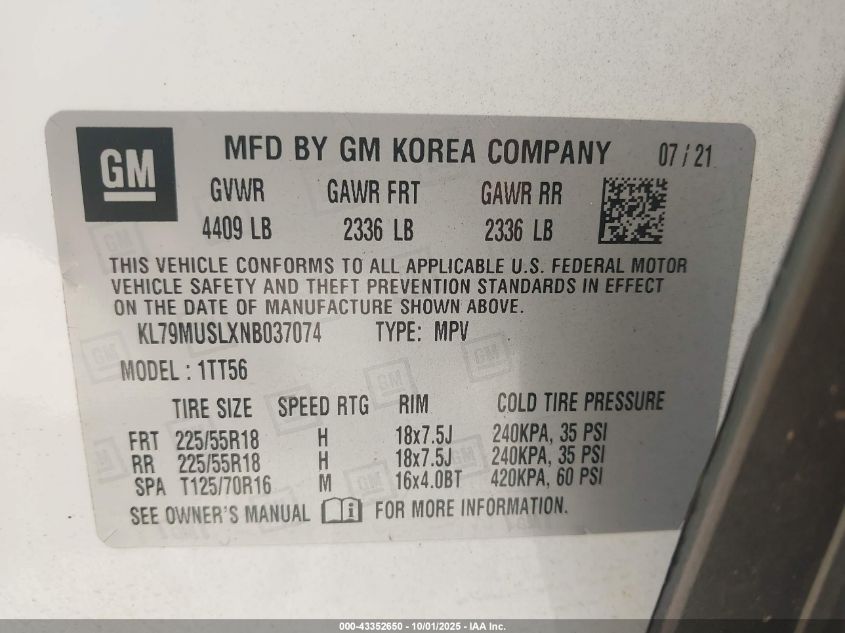 GM
MFD BY GM KOREA COMPANY 07/21
GVWR GAWR FRT GAWR RR
4409 LB 2336 LB 2336 LB
THIS VEHICLE CONFORMS TO ALL APPLICABLE U.S. FEDERAL MOTOR
VEHICLE SAFETY AND THEFT PREVENTION STANDARDS IN EFFECT
ON THE DATE OF MANUFACTURE SHOWN ABOVE.
KL79MUSLXNB037074 TYPE: MPV
MODEL: 1TT56
TIRE SIZE SPEED RTG RIM COLD TIRE PRESSURE
FRT 225/55R18 H 18x7.5J 240KPA, 35 PSI
RR 225/55R18 H 18x7.5J 240KPA, 35 PSI
SPA T125/70R16 M 16x4.0BT 420KPA, 60 PSI
SEE OWNER'S MANUAL i FOR MORE INFORMATION.
000-43352650 - 10/01/2025 - IAA Inc.